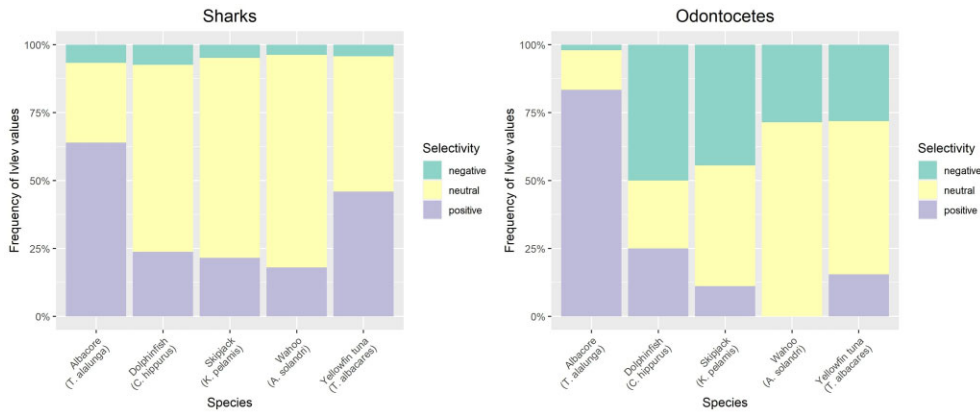 Sharks
100%
75%
50%
25%
0%
Frequency of Ivlev values
Albacore
(T. alalunga)
Dolphinfish
(C. hippurus)
Skipjack
(K. pelamis)
Wahoo
(A. solandri)
Yellowfin tuna
(T. albacares)
Species
Selectivity
negative
neutral
positive
Odontocetes
100%
75%
50%
25%
0%
Frequency of Ivlev values
Albacore
(T. alalunga)
Dolphinfish
(C. hippurus)
Skipjack
(K. pelamis)
Wahoo
(A. solandri)
Yellowfin tuna
(T. albacares)
Species
Selectivity
negative
neutral
positive